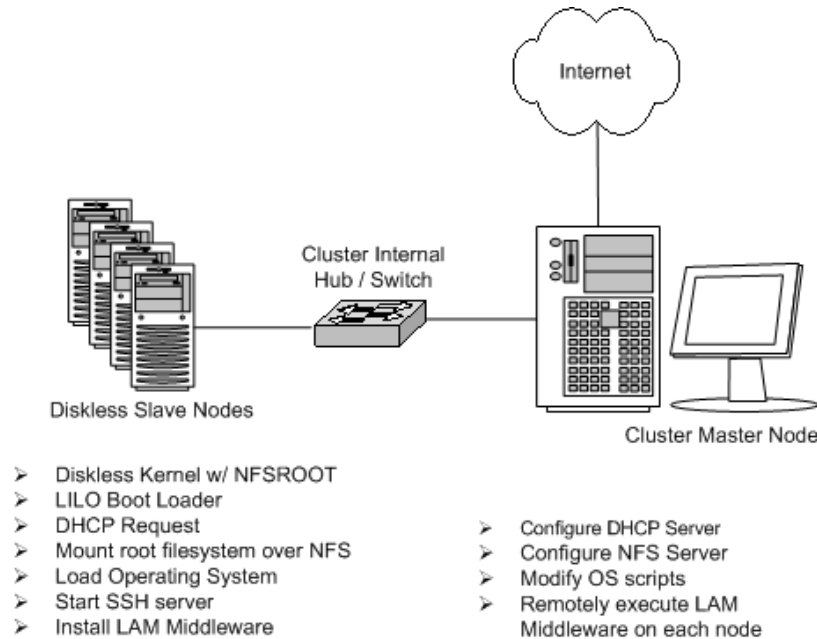 Internet
Cluster Internal
Hub / Switch
Diskless Slave Nodes
Cluster Master Node
➢ Diskless Kernel w/ NFSROOT
➢ LILO Boot Loader
➢ DHCP Request
➢ Mount root filesystem over NFS
➢ Load Operating System
➢ Start SSH server
➢ Install LAM Middleware
➢ Configure DHCP Server
➢ Configure NFS Server
➢ Modify OS scripts
➢ Remotely execute LAM
Middleware on each node